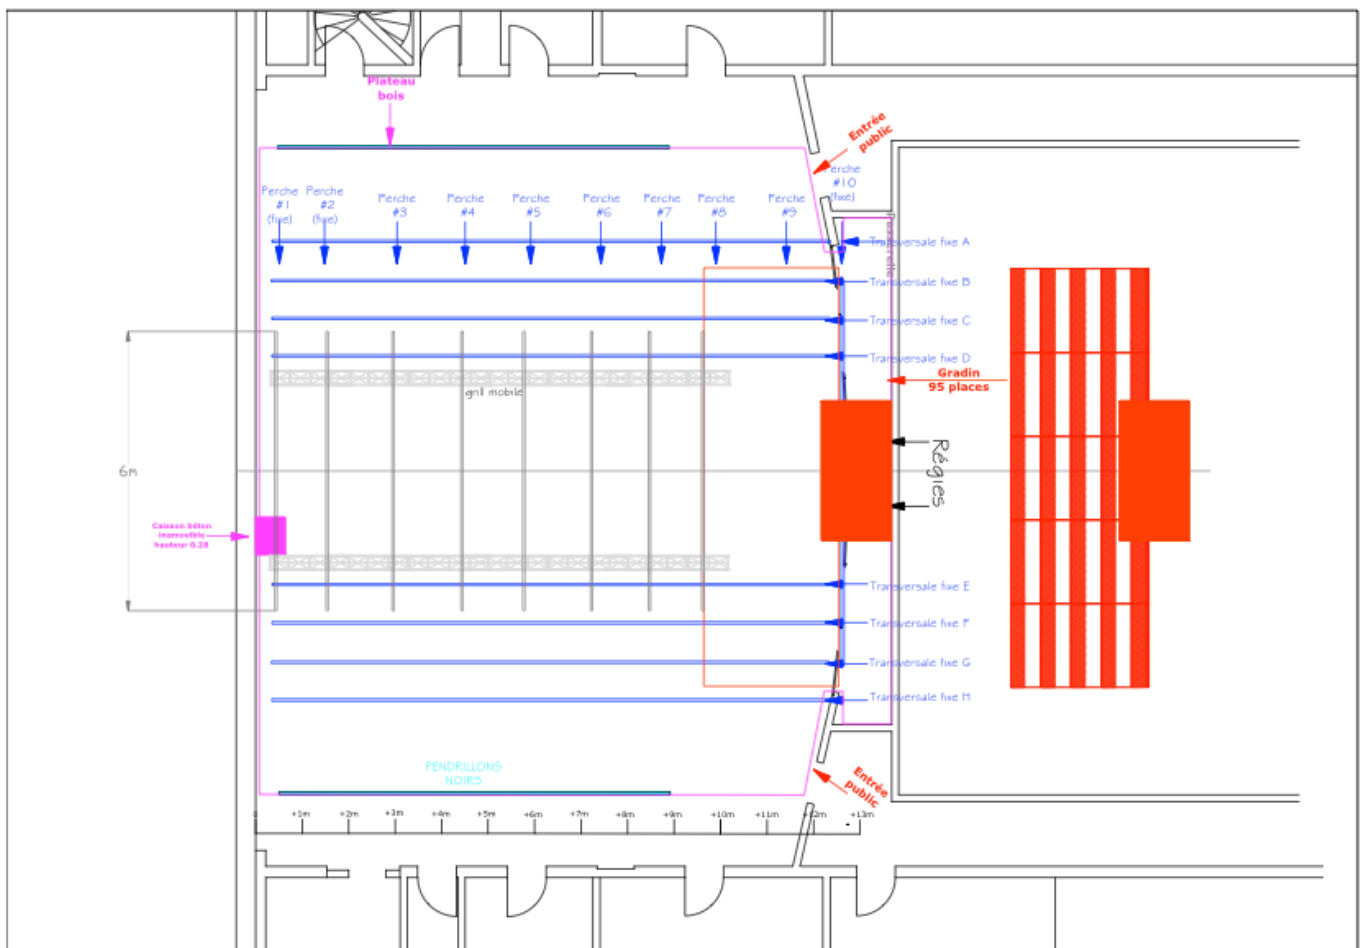 Plateau
bois
Entrée
public
Perche
#1
(fixe)
Perche
#2
(fixe)
Perche
#3
Perche
#4
Perche
#5
Perche
#6
Perche
#7
Perche
#8
Perche
#9
Perche
#10
(fixe)
Transversale fixe A
Transversale fixe B
Transversale fixe C
Transversale fixe D
Gradin
95 places
grill mobile
Régies
6m
Caisson béton
inamovible
hauteur 0.28
Transversale fixe E
Transversale fixe F
Transversale fixe G
Transversale fixe H
PENDRILLONS
NOIRS
Entrée
public
+1m +2m +3m +4m +5m +6m +7m +8m +9m +10m +11m +12m +13m